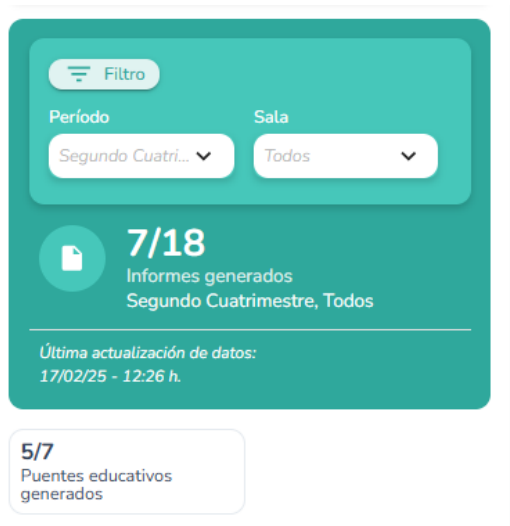 Filtro
Período
Sala
Segundo Cuatri...
Todos
7/18
Informes generados
Segundo Cuatrimestre, Todos
Última actualización de datos:
17/02/25 - 12:26 h.
5/7
Puentes educativos
generados